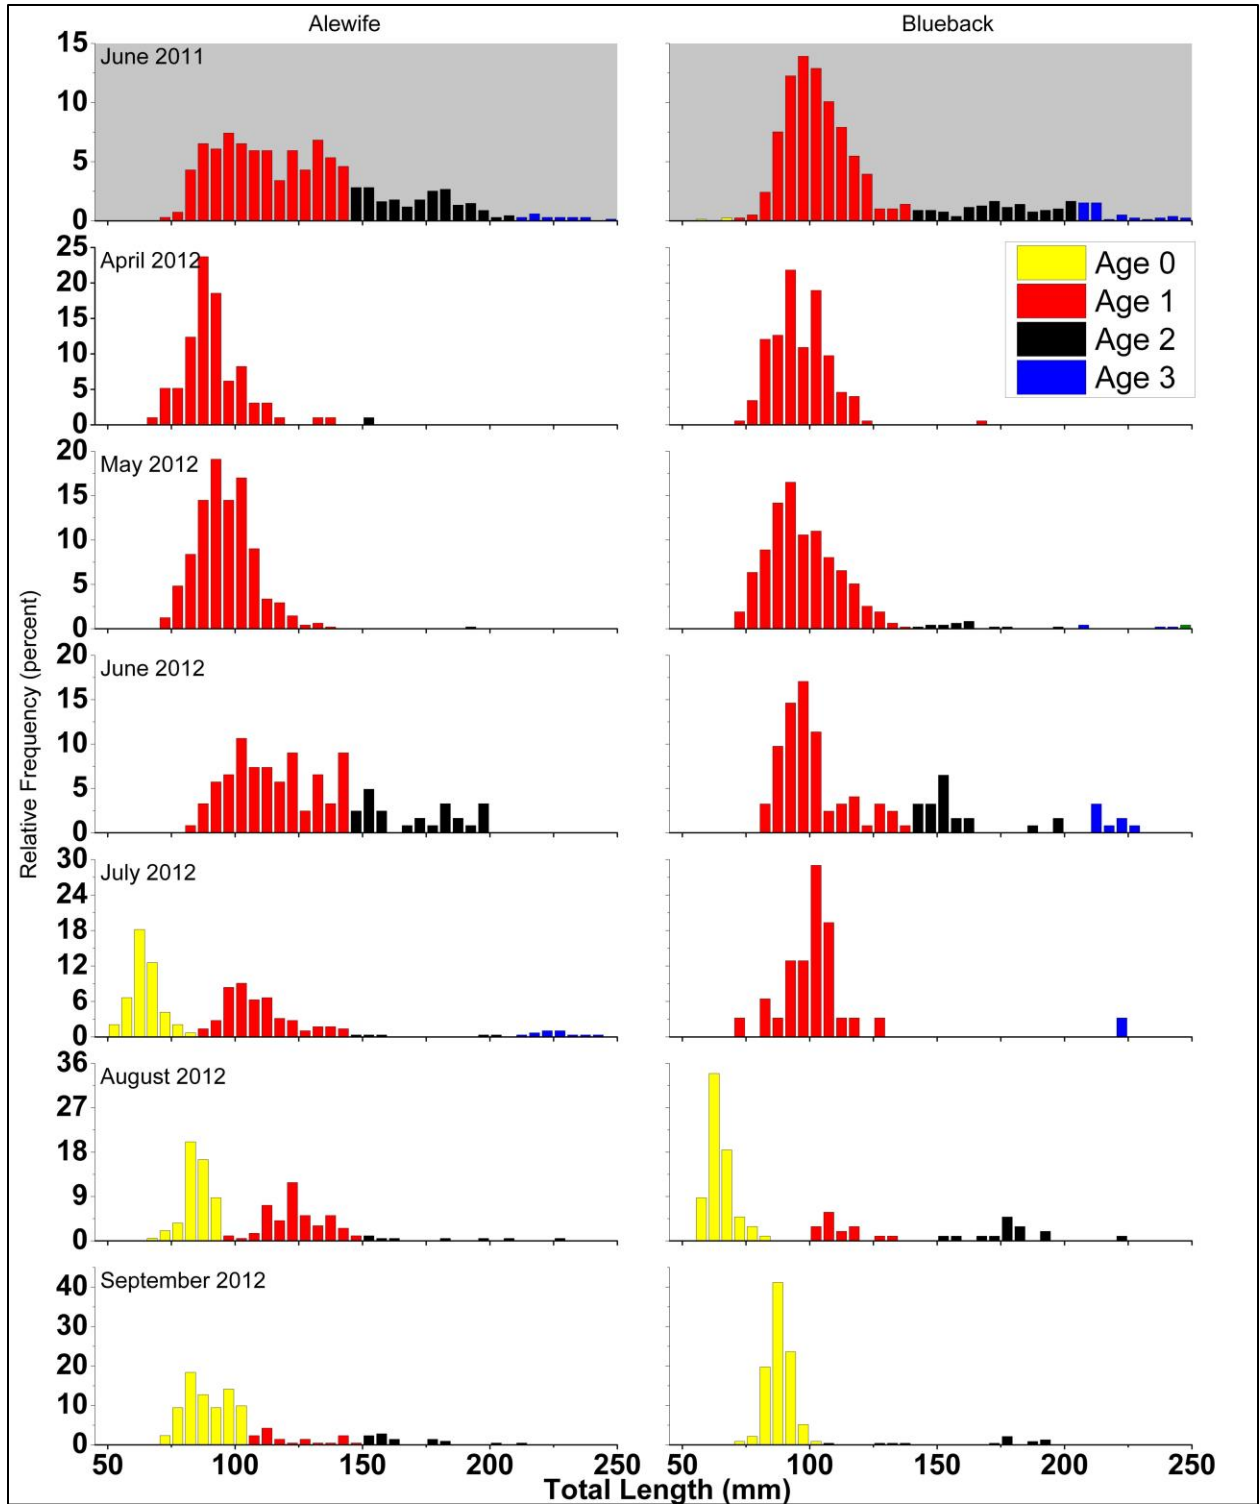 Alewife Blueback
June 2011
15
10
5
0
April 2012
25
20
15
10
5
0
Age 0
Age 1
Age 2
Age 3
May 2012
20
15
10
5
0
Relative Frequency (percent)
June 2012
20
15
10
5
0
July 2012
30
24
18
12
6
0
August 2012
36
27
18
9
0
September 2012
40
30
20
10
0
50 100 150 200 250 50 100 150 200 250
Total Length (mm)